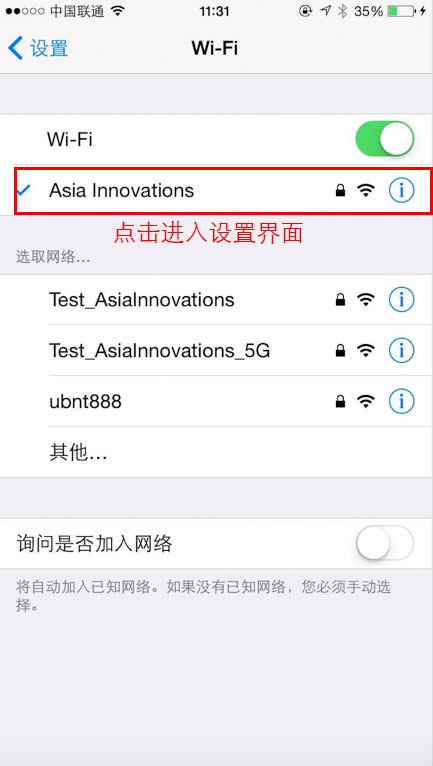 中国联通 11:31 35%
设置 Wi-Fi
Wi-Fi
Asia Innovations
点击进入设置界面
选取网络...
Test_AsiaInnovations
Test_AsiaInnovations_5G
ubnt888
其他...
询问是否加入网络
将自动加入已知网络。如果没有已知网络，您必须手动选
择。